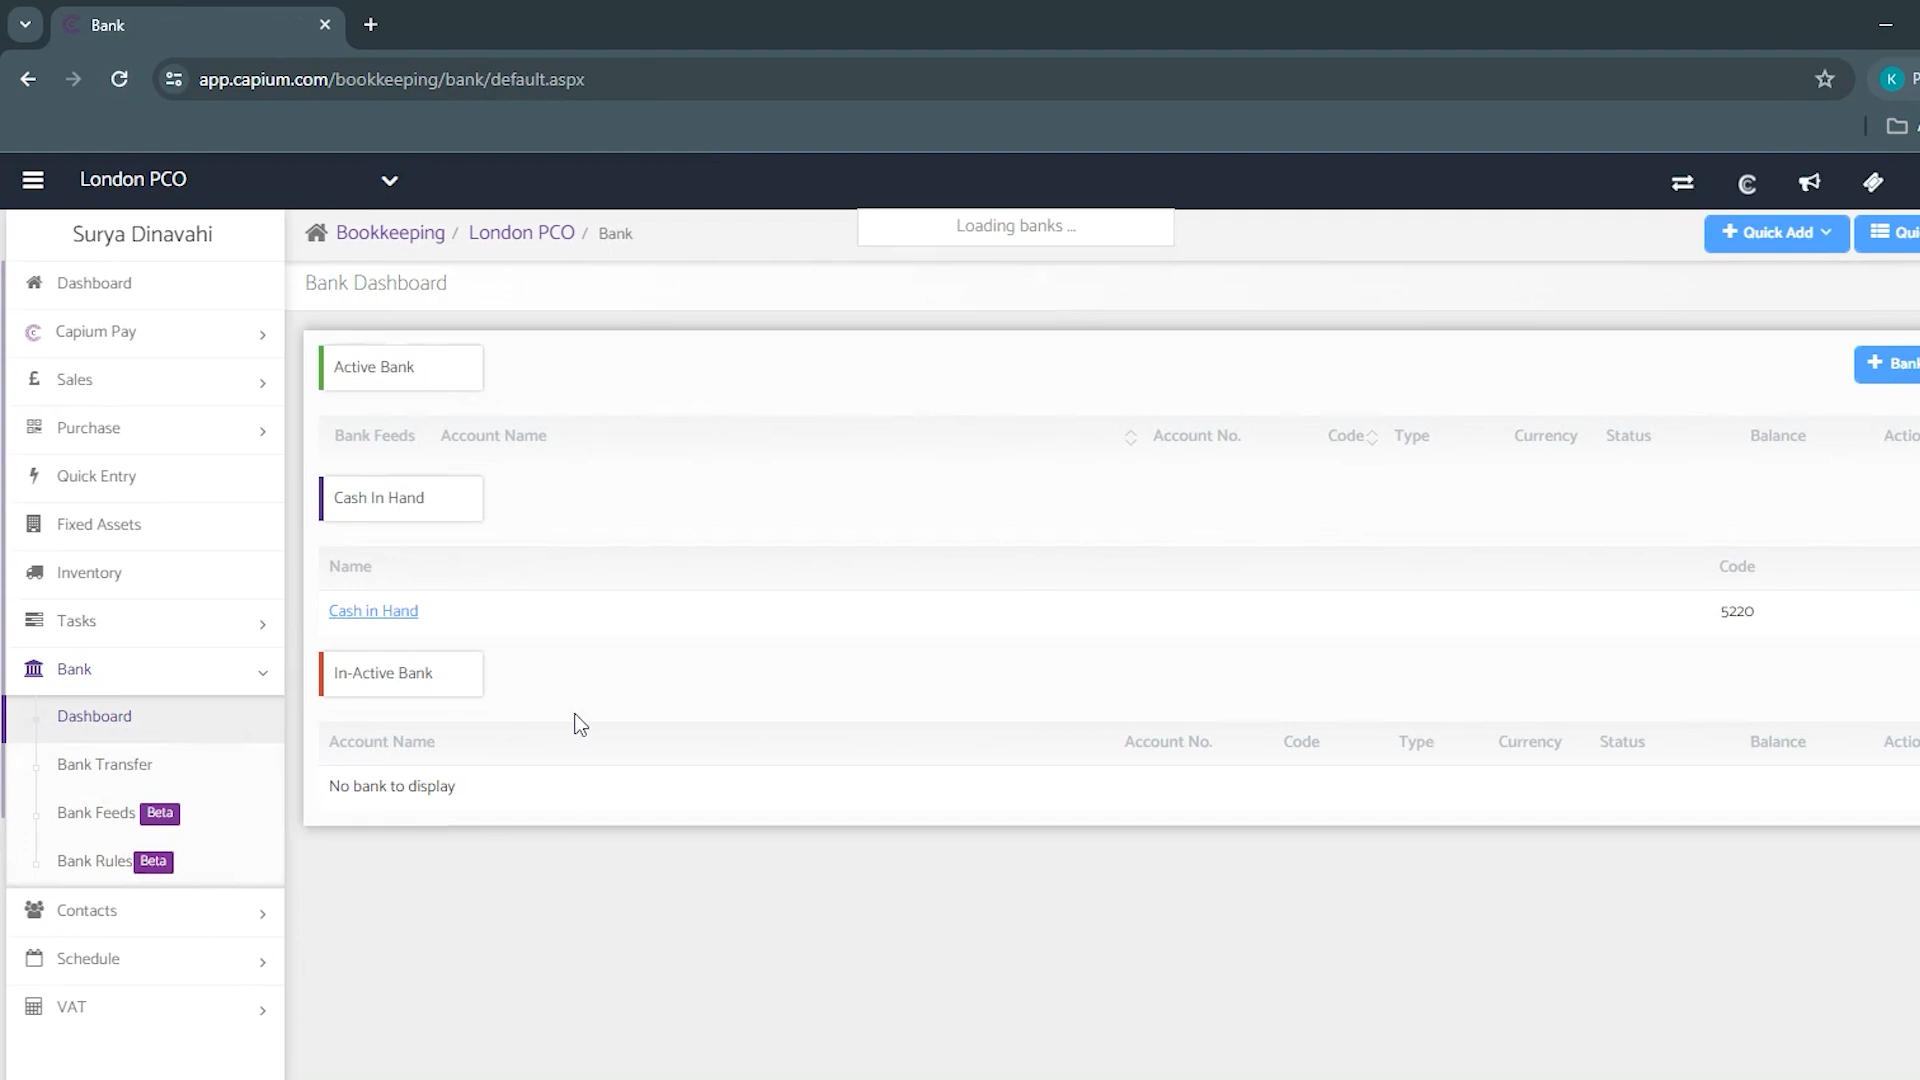 Bank
app.capium.com/bookkeeping/bank/default.aspx
K
London PCO
Surya Dinavahi
Bookkeeping / London PCO / Bank
Loading banks ...
Quick Add
Qui
Dashboard
Capium Pay
Sales
Purchase
Quick Entry
Fixed Assets
Inventory
Tasks
Bank
Dashboard
Bank Transfer
Bank Feeds Beta
Bank Rules Beta
Contacts
Schedule
VAT
Bank Dashboard
Active Bank
Bank
Bank Feeds Account Name Account No. Code Type Currency Status Balance Actio
Cash In Hand
Name Code
Cash in Hand 5220
In-Active Bank
Account Name Account No. Code Type Currency Status Balance Actio
No bank to display